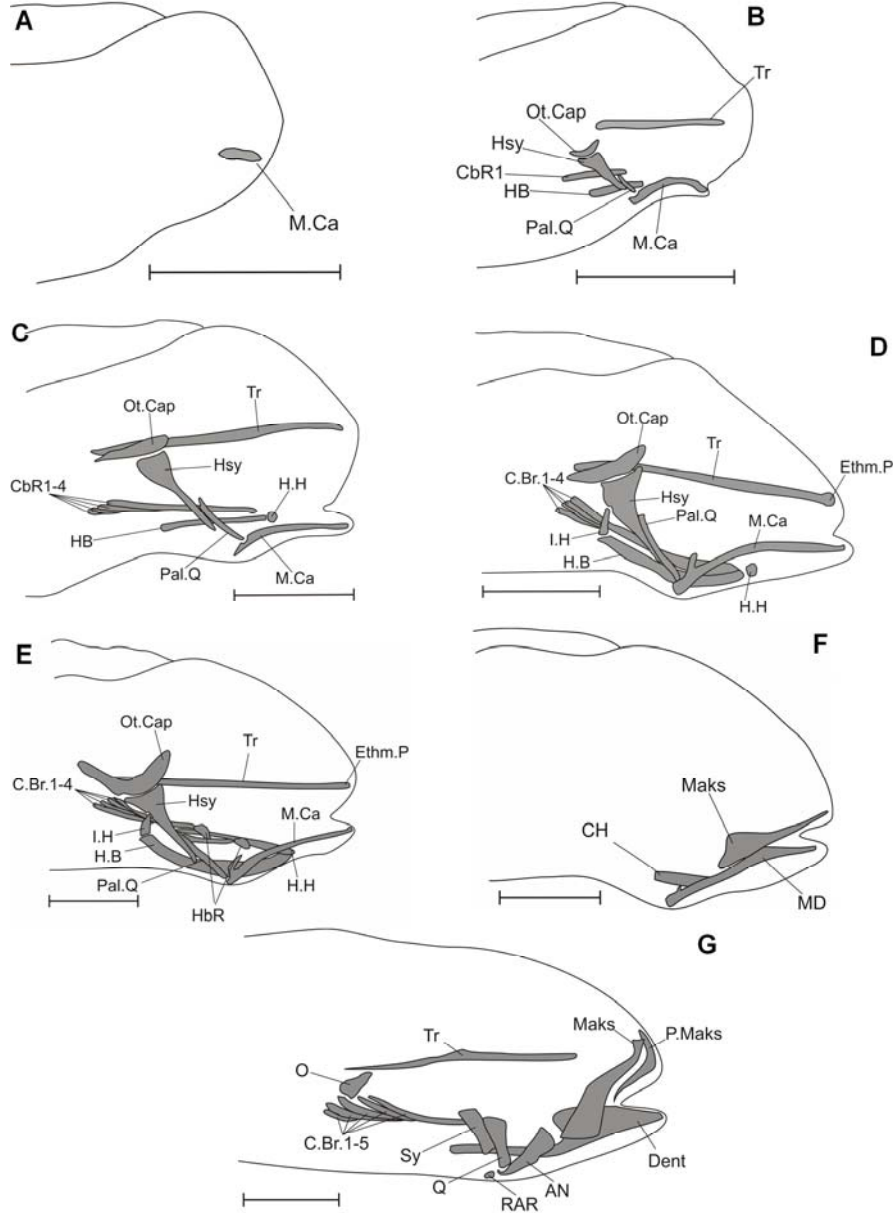 A
M.Ca
B
Tr
Ot.Cap
Hsy
CbR1
HB
Pal.Q
M.Ca
C
Tr
Ot.Cap
Hsy
CbR1-4
H.H
HB
Pal.Q
M.Ca
D
Ot.Cap
Tr
Ethm.P
C.Br.1-4
Hsy
Pal.Q
M.Ca
I.H
H.B
H.H
E
Ot.Cap
Tr
Ethm.P
C.Br.1-4
Hsy
M.Ca
I.H
H.B
Pal.Q
H.H
HbR
F
Maks
CH
MD
G
Maks
P.Maks
Tr
O
C.Br.1-5
Sy
Q
RAR
AN
Dent